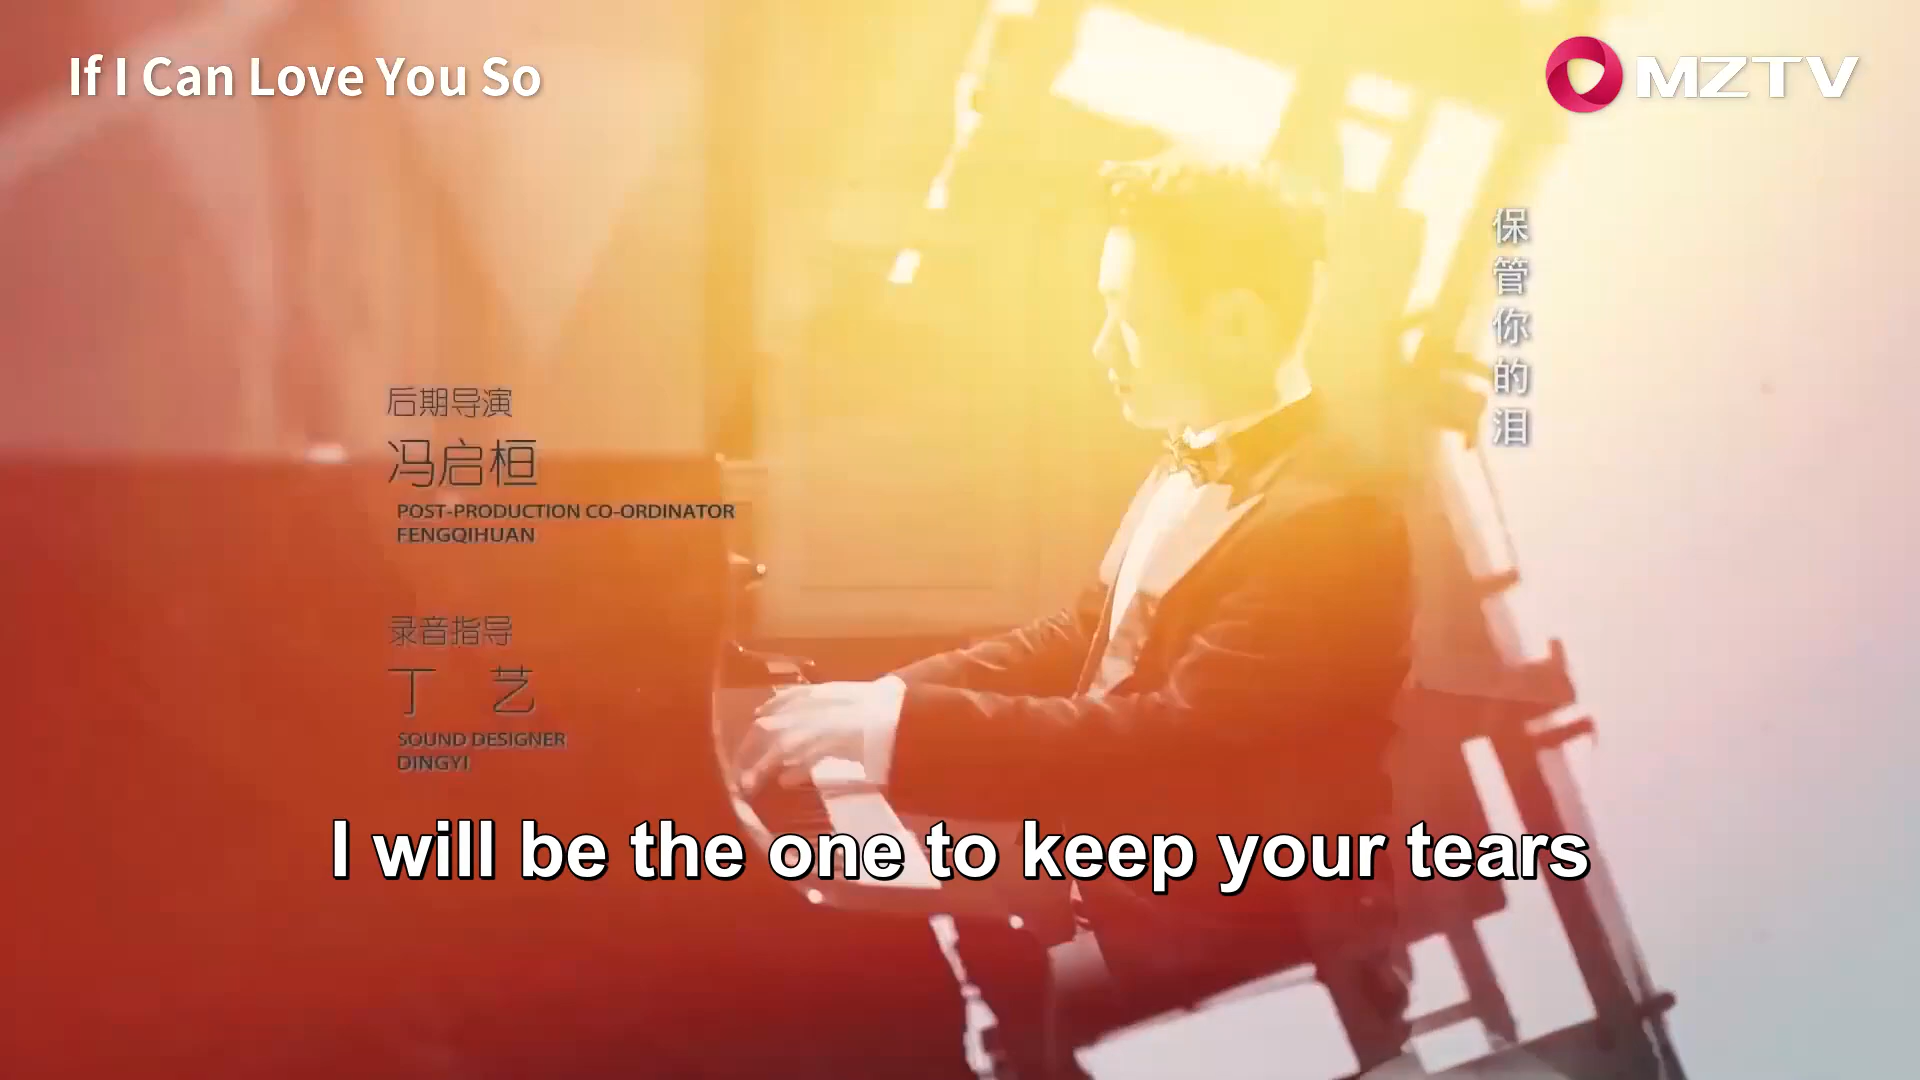 If I Can Love You So
MZTV
保管你的泪
后期导演
冯启桓
POST-PRODUCTION CO-ORDINATOR
FENGQIHUAN
录音指导
丁 艺
SOUND DESIGNER
DINGYI
I will be the one to keep your tears